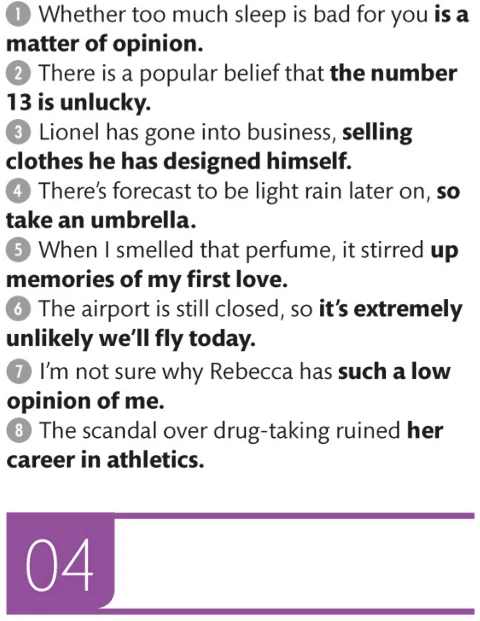 1 Whether too much sleep is bad for you is a
matter of opinion.
2 There is a popular belief that the number
13 is unlucky.
3 Lionel has gone into business, selling
clothes he has designed himself.
4 There's forecast to be light rain later on, so
take an umbrella.
5 When I smelled that perfume, it stirred up
memories of my first love.
6 The airport is still closed, so it's extremely
unlikely we'll fly today.
7 I'm not sure why Rebecca has such a low
opinion of me.
8 The scandal over drug-taking ruined her
career in athletics.
04